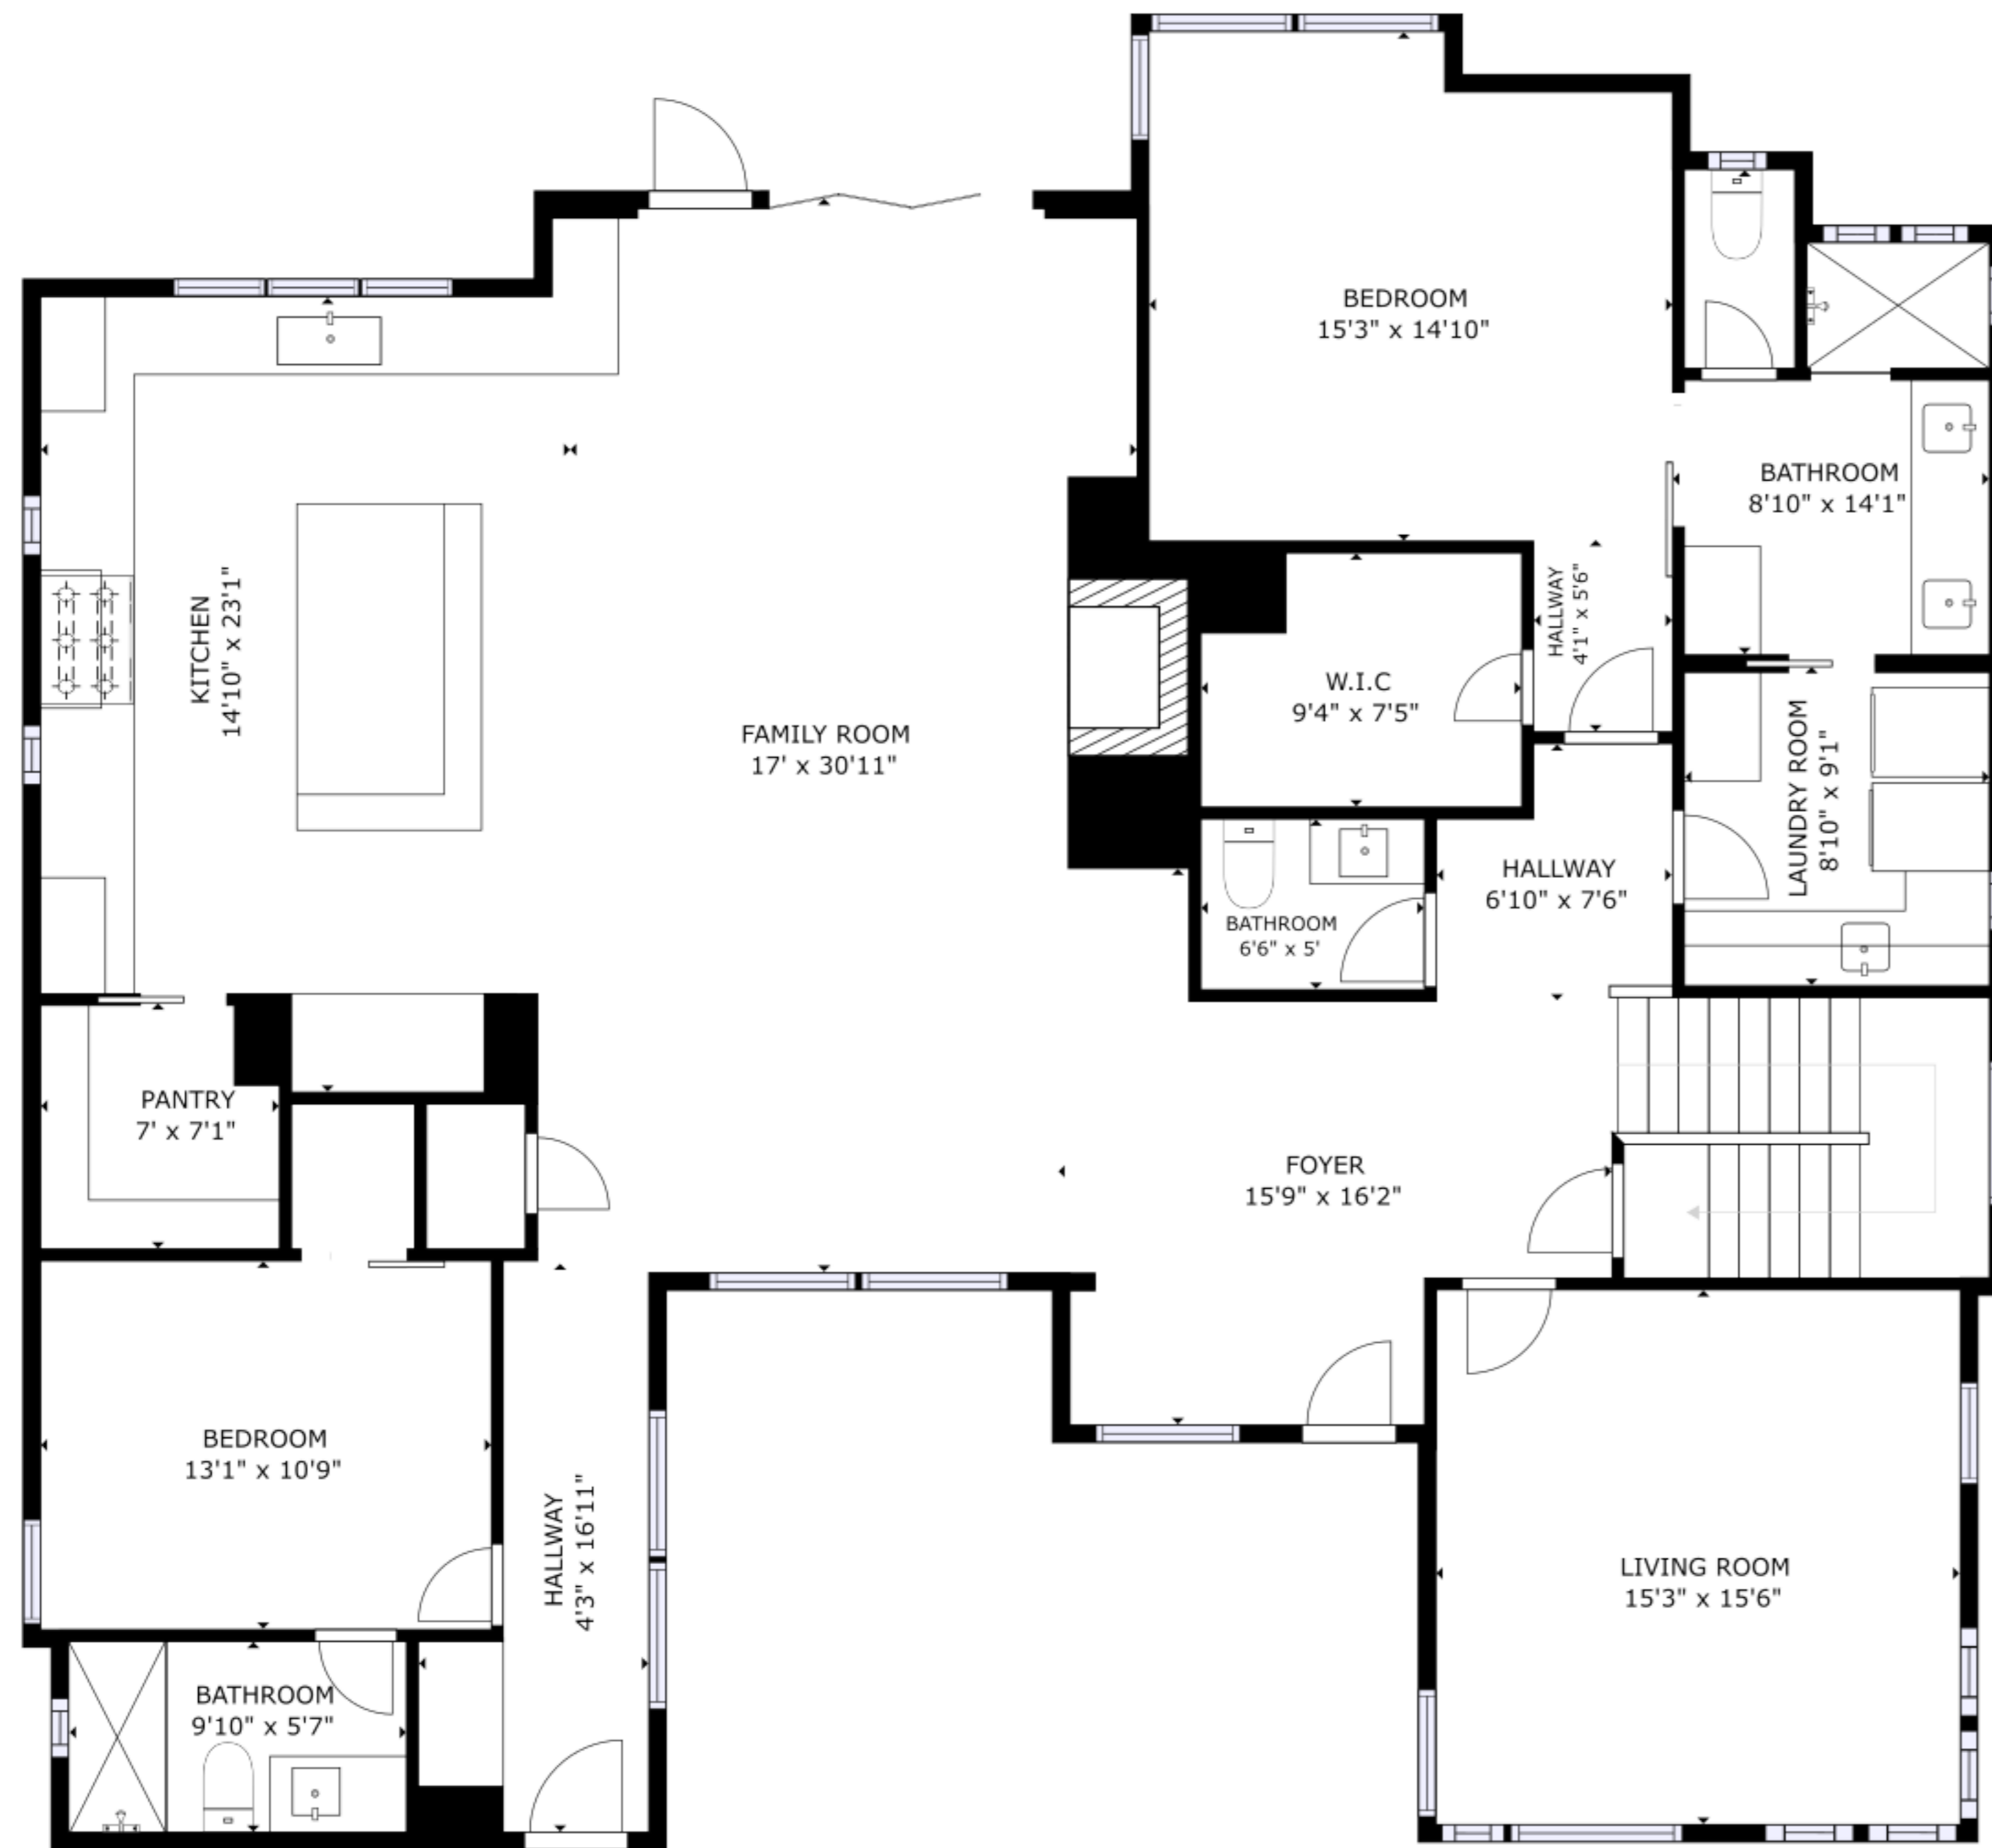 BEDROOM
15'3" x 14'10"
BATHROOM
8'10" x 14'1"
KITCHEN
14'10" x 23'1"
FAMILY ROOM
17' x 30'11"
HALLWAY
4'1" x 5'6"
W.I.C
9'4" x 7'5"
LAUNDRY ROOM
8'10" x 9'1"
HALLWAY
6'10" x 7'6"
BATHROOM
6'6" x 5'
PANTRY
7' x 7'1"
FOYER
15'9" x 16'2"
BEDROOM
13'1" x 10'9"
HALLWAY
4'3" x 16'11"
LIVING ROOM
15'3" x 15'6"
BATHROOM
9'10" x 5'7"